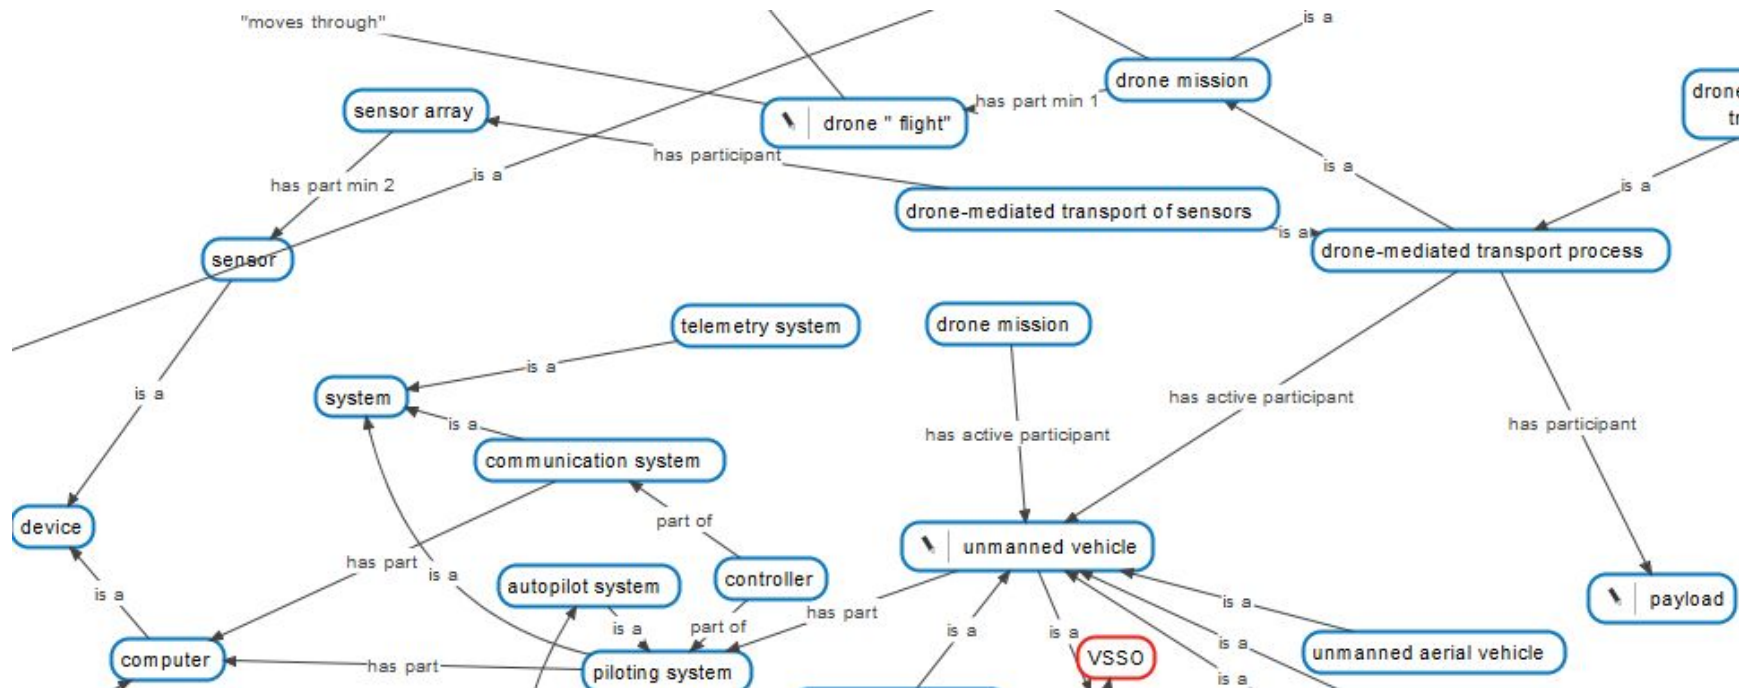 "moves through"
is a
drone mission
drone
tr
sensor array
drone " flight"
has part min 1
has participant
is a
has part min 2
is a
is a
drone-mediated transport of sensors
is a
drone-mediated transport process
sensor
telemetry system
drone mission
is a
is a
system
has active participant
is a
has participant
has active participant
communication system
device
part of
unmanned vehicle
has part
is a
autopilot system
controller
is a
payload
has part
is a
is a
part of
is a
is a
is a
computer
has part
piloting system
VSSO
unmanned aerial vehicle
is a